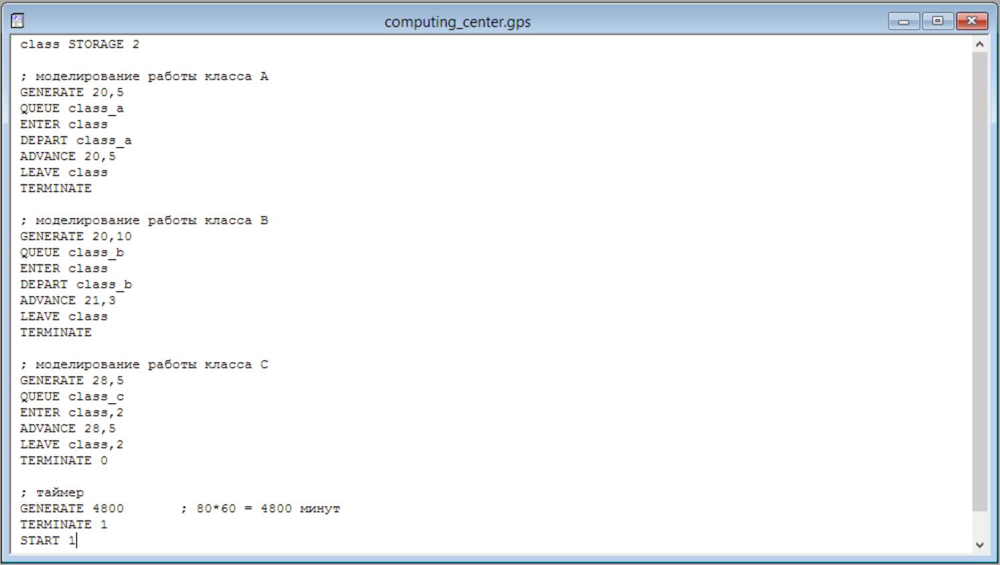 computing_center.gps
class STORAGE 2
; моделирование работы класса А
GENERATE 20,5
QUEUE class_a
ENTER class
DEPART class_a
ADVANCE 20,5
LEAVE class
TERMINATE
; моделирование работы класса В
GENERATE 20,10
QUEUE class_b
ENTER class
DEPART class_b
ADVANCE 21,3
LEAVE class
TERMINATE
; моделирование работы класса С
GENERATE 28,5
QUEUE class_c
ENTER class,2
ADVANCE 28,5
LEAVE class,2
TERMINATE 0
; таймер
GENERATE 4800 ; 80*60 = 4800 минут
TERMINATE 1
START 1